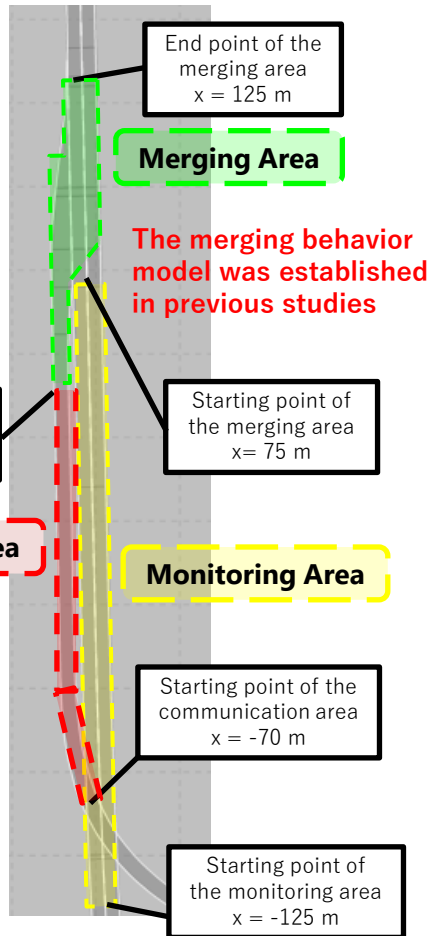 End point of the
merging area
x = 125 m
Merging Area
The merging behavior
model was established
in previous studies
Starting point of
the merging area
x= 75 m
ea
Monitoring Area
Starting point of the
communication area
x = -70 m
Starting point of
the monitoring area
x = -125 m